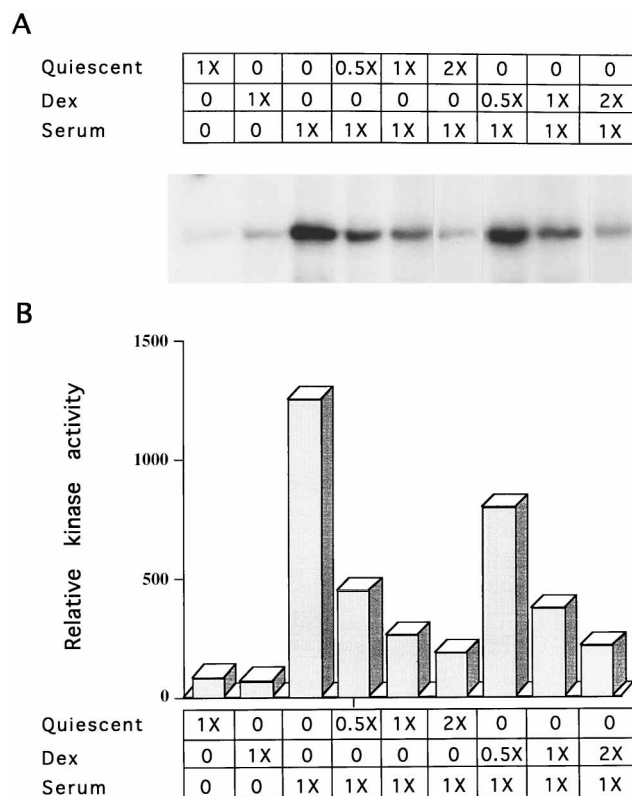 A
Quiescent 1X 0 0 0.5X 1X 2X 0 0 0
Dex 0 1X 0 0 0 0 0.5X 1X 2X
Serum 0 0 1X 1X 1X 1X 1X 1X 1X
B
Relative kinase activity
1500
1000
500
0
Quiescent 1X 0 0 0.5X 1X 2X 0 0 0
Dex 0 1X 0 0 0 0 0.5X 1X 2X
Serum 0 0 1X 1X 1X 1X 1X 1X 1X